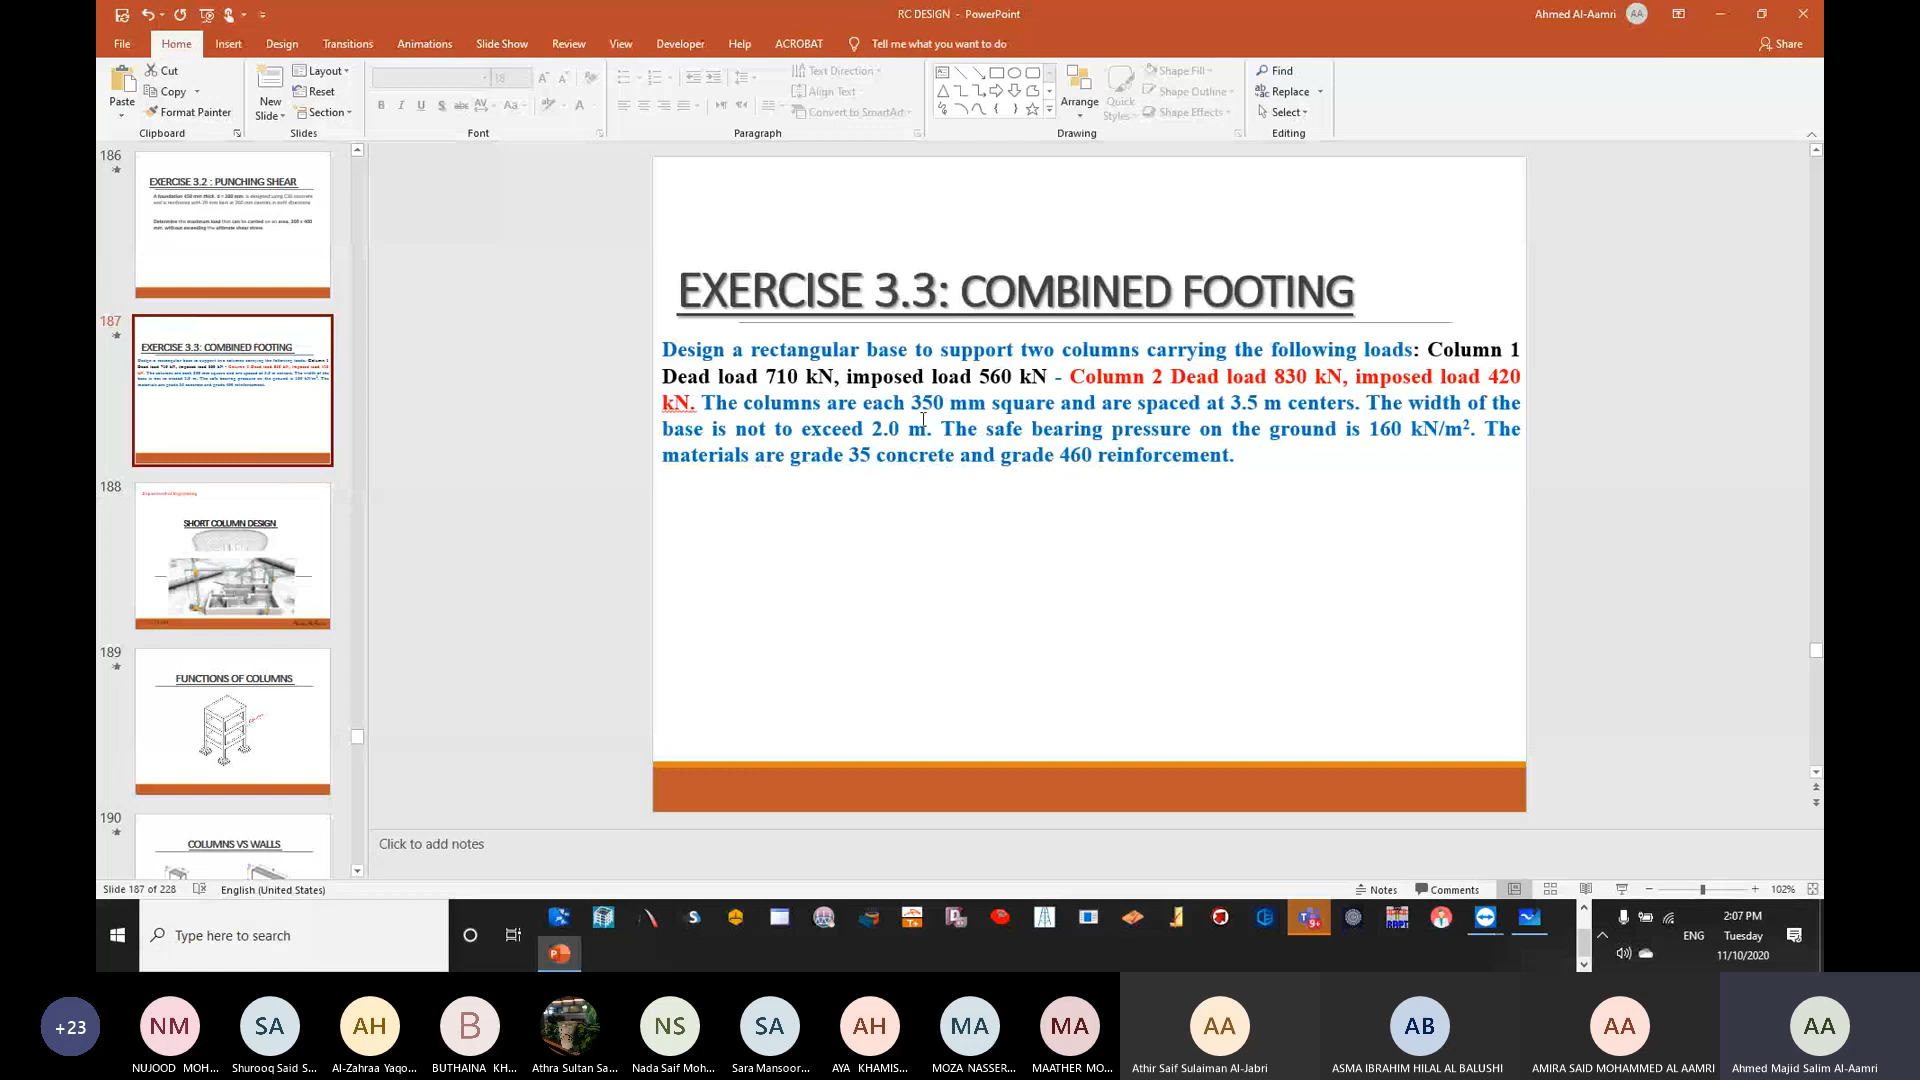 RC DESIGN - PowerPoint
Ahmed Al-Aamri
AA
File
Home
Insert
Design
Transitions
Animations
Slide Show
Review
View
Developer
Help
ACROBAT
Tell me what you want to do
Share
Paste
Cut
Copy
Format Painter
Clipboard
New Slide
Layout
Reset
Section
Slides
18
Font
Text Direction
Align Text
Convert to SmartArt
Paragraph
Arrange
Quick Styles
Shape Fill
Shape Outline
Shape Effects
Drawing
Find
Replace
Select
Editing
186
EXERCISE 3.2 : PUNCHING SHEAR
187
EXERCISE 3.3: COMBINED FOOTING
188
Department of Engineering
SHORT COLUMN DESIGN
189
FUNCTIONS OF COLUMNS
190
COLUMNS VS WALLS
EXERCISE 3.3: COMBINED FOOTING
Design a rectangular base to support two columns carrying the following loads: Column 1
Dead load 710 kN, imposed load 560 kN - Column 2 Dead load 830 kN, imposed load 420
kN. The columns are each 350 mm square and are spaced at 3.5 m centers. The width of the
base is not to exceed 2.0 m. The safe bearing pressure on the ground is 160 kN/m². The
materials are grade 35 concrete and grade 460 reinforcement.
Click to add notes
Slide 187 of 228
English (United States)
Notes
Comments
102%
Type here to search
ENG
2:07 PM
Tuesday
11/10/2020
+23
NM
SA
AH
B
NS
SA
AH
MA
MA
AA
AB
AA
AA
NUJOOD MOH...
Shurooq Said S...
Al-Zahraa Yaqo...
BUTHAINA KH...
Athra Sultan Sa...
Nada Saif Moh...
Sara Mansoor...
AYA KHAMIS...
MOZA NASSER...
MAATHER MO...
Athir Saif Sulaiman Al-Jabri
ASMA IBRAHIM HILAL AL BALUSHI
AMIRA SAID MOHAMMED AL AAMRI
Ahmed Majid Salim Al-Aamri